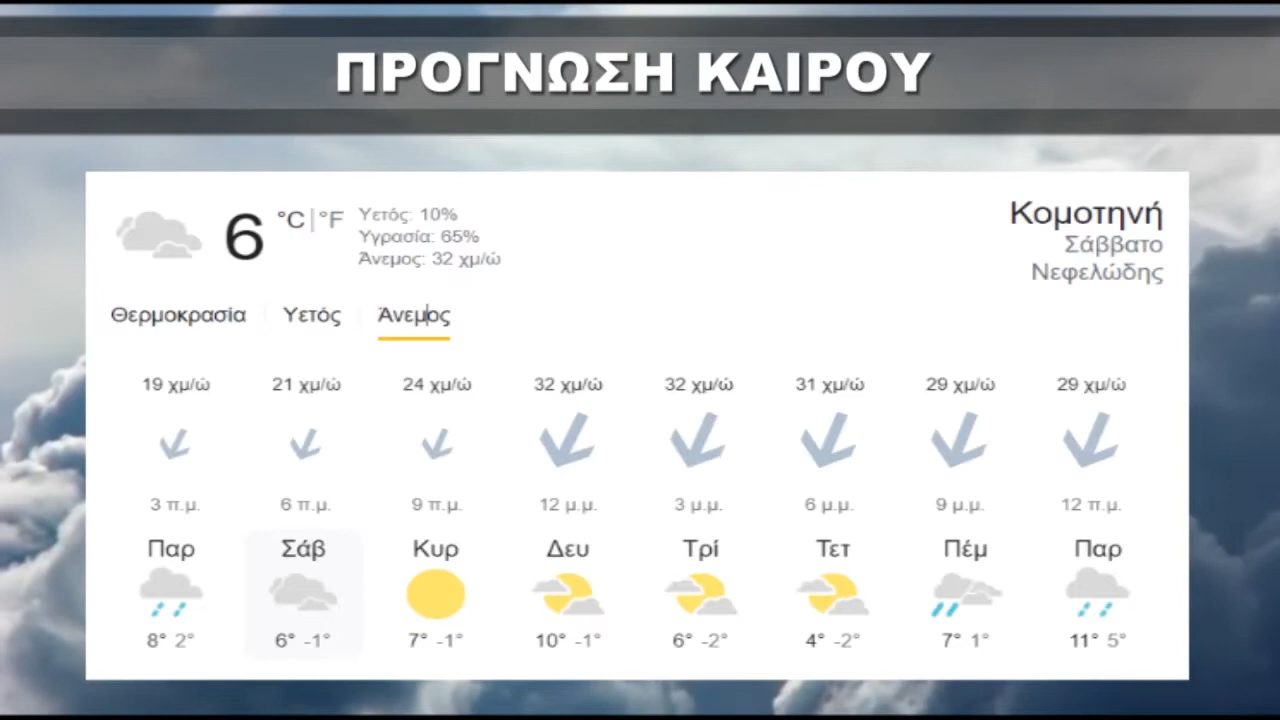 ΠΡΟΓΝΩΣΗ ΚΑΙΡΟΥ
6 °C|°F
Υετός: 10%
Υγρασία: 65%
Άνεμος: 32 χμ/ώ
Κομοτηνή
Σάββατο
Νεφελώδης
Θερμοκρασία Υετός Άνεμος
19 χμ/ώ 21 χμ/ώ 24 χμ/ώ 32 χμ/ώ 32 χμ/ώ 31 χμ/ώ 29 χμ/ώ 29 χμ/ώ
3 π.μ. 6 π.μ. 9 π.μ. 12 μ.μ. 3 μ.μ. 6 μ.μ. 9 μ.μ. 12 π.μ.
Παρ Σάβ Κυρ Δευ Τρί Τετ Πέμ Παρ
8° 2° 6° -1° 7° -1° 10° -1° 6° -2° 4° -2° 7° 1° 11° 5°